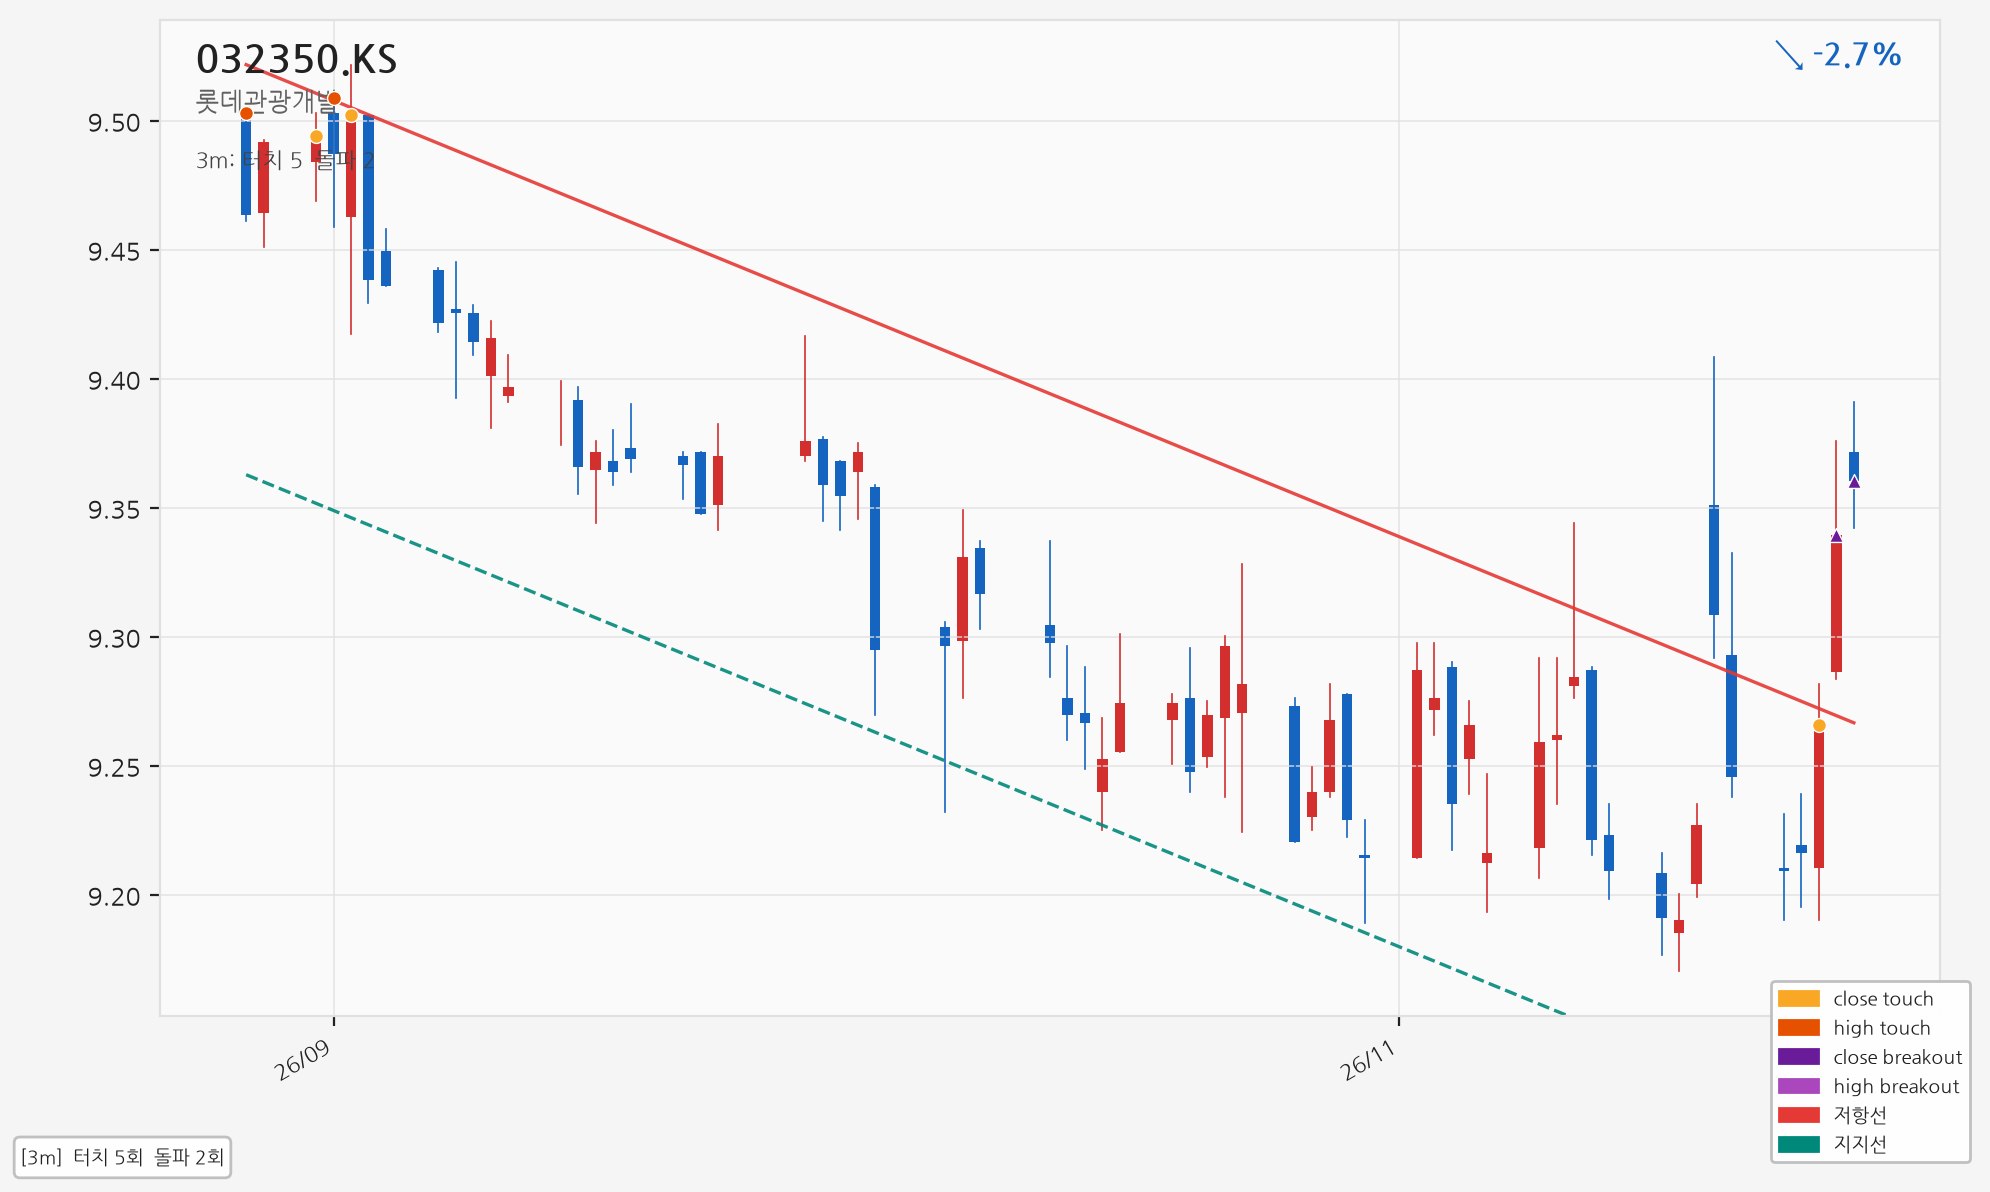 032350.KS
-2.7%
롯데관광개발
3m: 터치 5 돌파 2
9.50
9.45
9.40
9.35
9.30
9.25
9.20
26/09
26/11
close touch
high touch
close breakout
high breakout
저항선
지지선
[3m] 터치 5회 돌파 2회